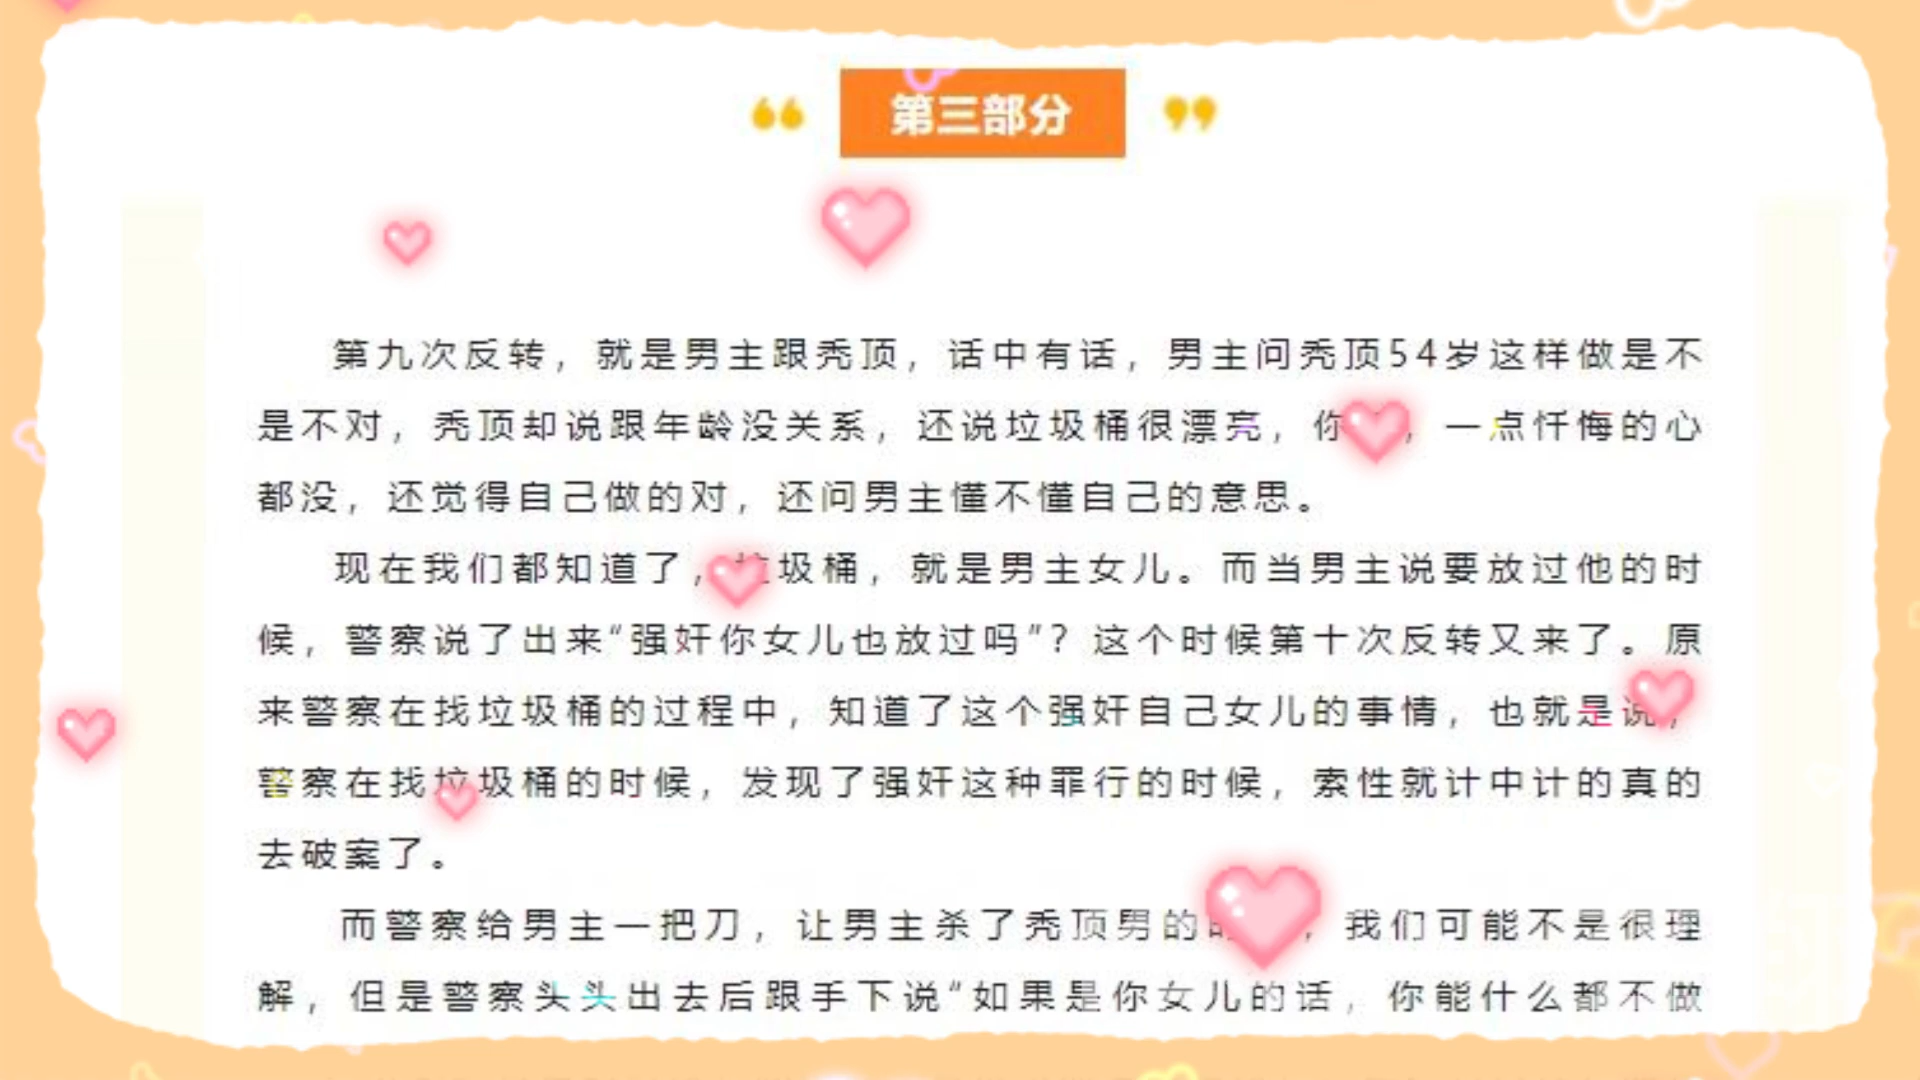 “ 第三部分 ”
第九次反转，就是男主跟秃顶，话中有话，男主问秃顶54岁这样做是不
是不对，秃顶却说跟年龄没关系，还说垃圾桶很漂亮，你，一点忏悔的心
都没，还觉得自己做的对，还问男主懂不懂自己的意思。
现在我们都知道了，垃圾桶，就是男主女儿。而当男主说要放过他的时
候，警察说了出来“强奸你女儿也放过吗”？这个时候第十次反转又来了。原
来警察在找垃圾桶的过程中，知道了这个强奸自己女儿的事情，也就是说，
警察在找垃圾桶的时候，发现了强奸这种罪行的时候，索性就计中计的真的
去破案了。
而警察给男主一把刀，让男主杀了秃顶男的，我们可能不是很理
解，但是警察头头出去后跟手下说“如果是你女儿的话，你能什么都不做